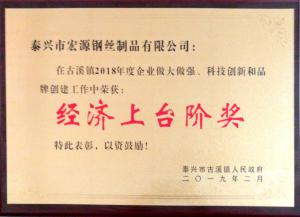 泰兴市宏源钢丝制品有限公司：
在古溪镇2018年度企业做大做强、科技创新和品
牌创建工作中荣获：
经济上台阶奖
特此表彰，以资鼓励！
泰兴市古溪镇人民政府
二〇一九年二月